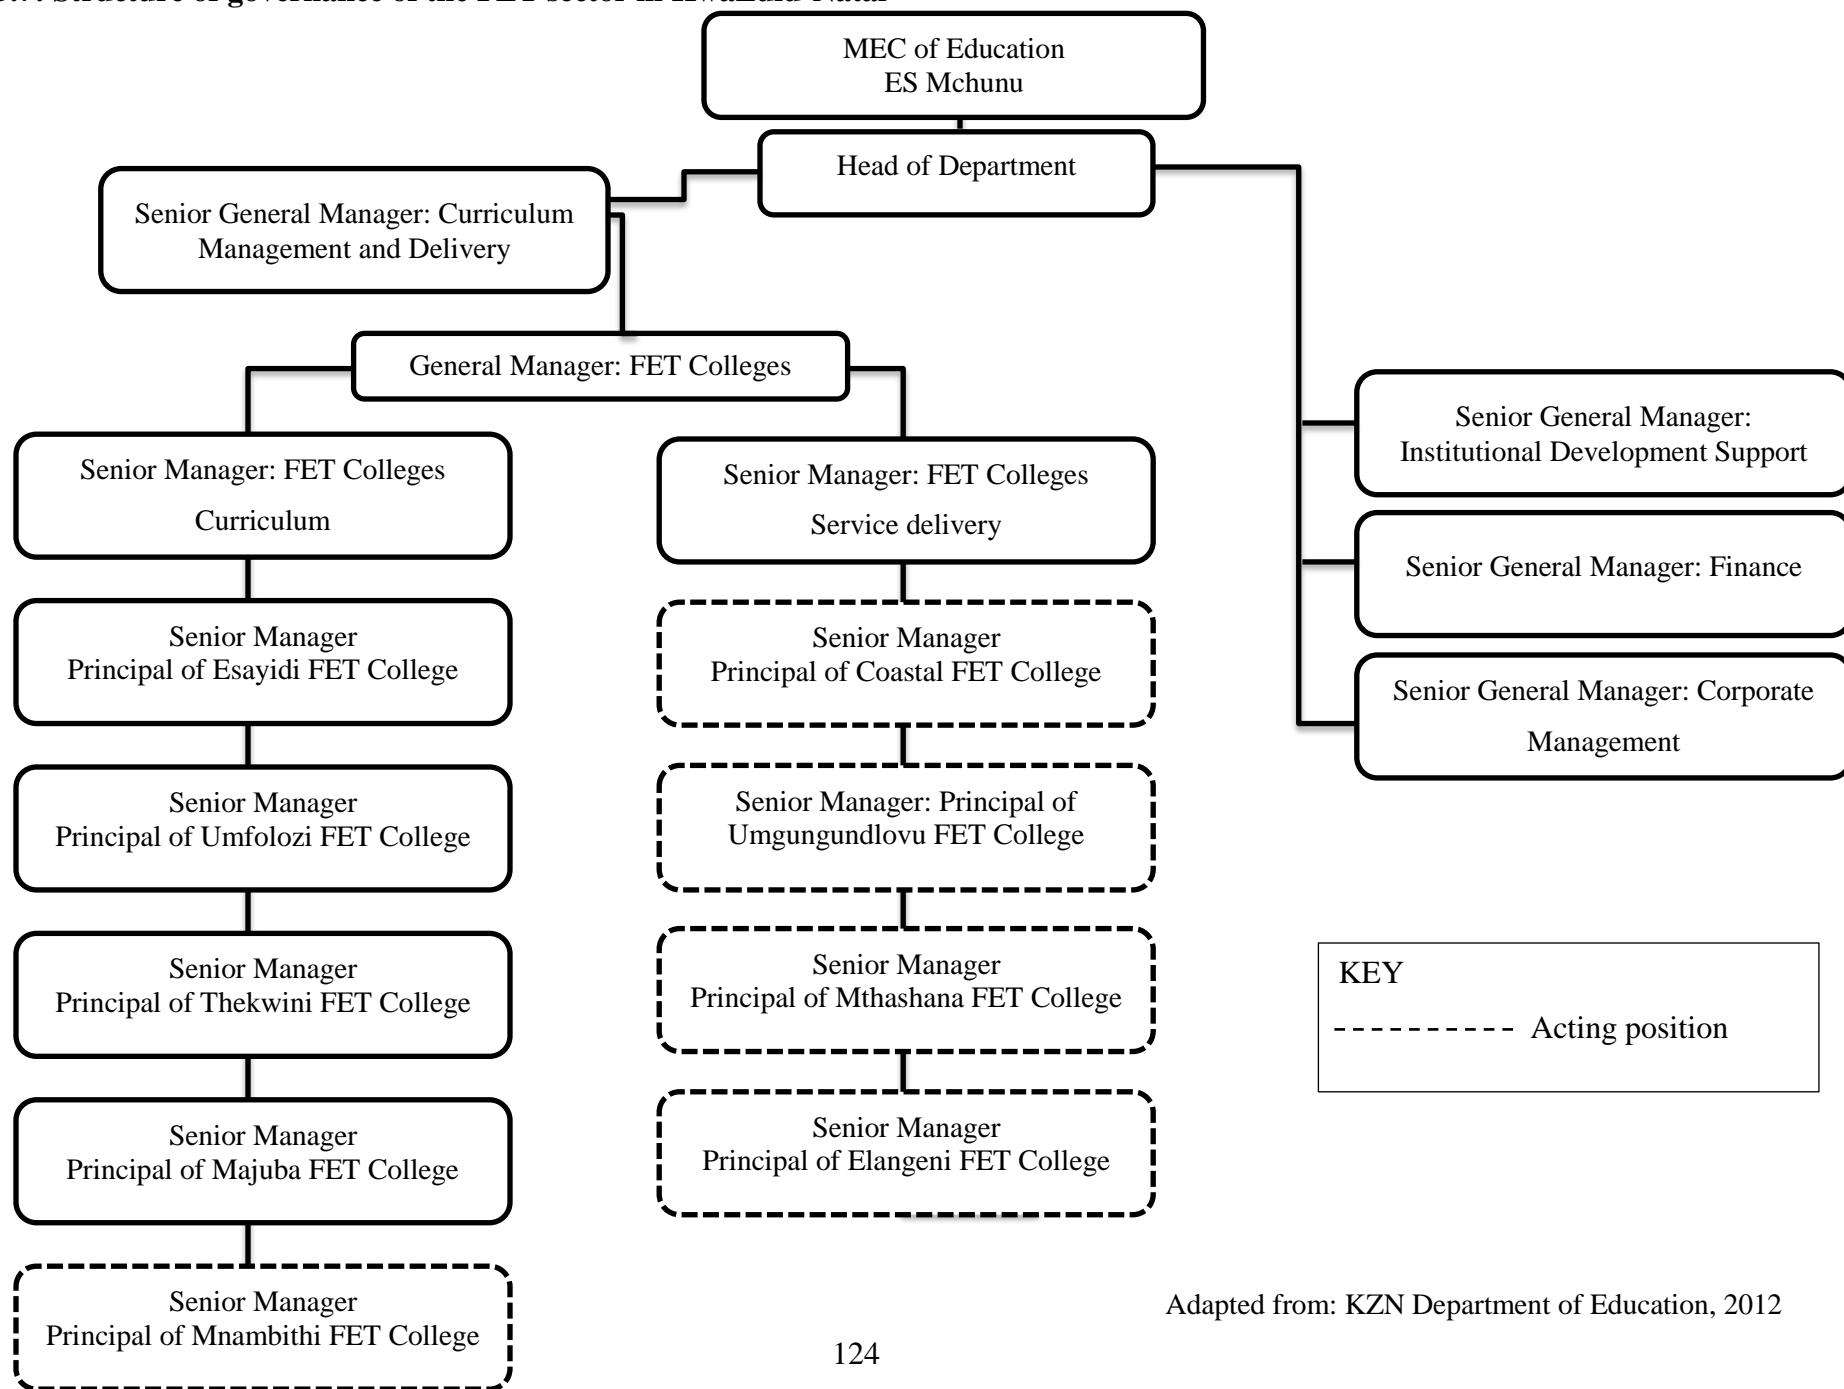 MEC of Education
ES Mchunu
Head of Department
Senior General Manager: Curriculum
Management and Delivery
General Manager: FET Colleges
Senior Manager: FET Colleges
Curriculum
Senior Manager
Principal of Esayidi FET College
Senior Manager
Principal of Umfolozi FET College
Senior Manager
Principal of Thekwini FET College
Senior Manager
Principal of Majuba FET College
Senior Manager
Principal of Mnambithi FET College
Senior Manager: FET Colleges
Service delivery
Senior Manager
Principal of Coastal FET College
Senior Manager: Principal of
Umgungundlovu FET College
Senior Manager
Principal of Mthashana FET College
Senior Manager
Principal of Elangeni FET College
Senior General Manager:
Institutional Development Support
Senior General Manager: Finance
Senior General Manager: Corporate
Management
KEY
Acting position
Adapted from: KZN Department of Education, 2012
124